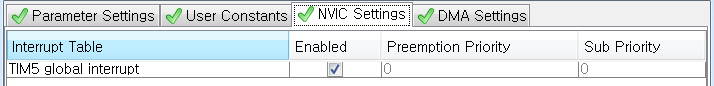 Parameter Settings User Constants NVIC Settings DMA Settings
Interrupt Table Enabled Preemption Priority Sub Priority
TIM5 global interrupt 0 0